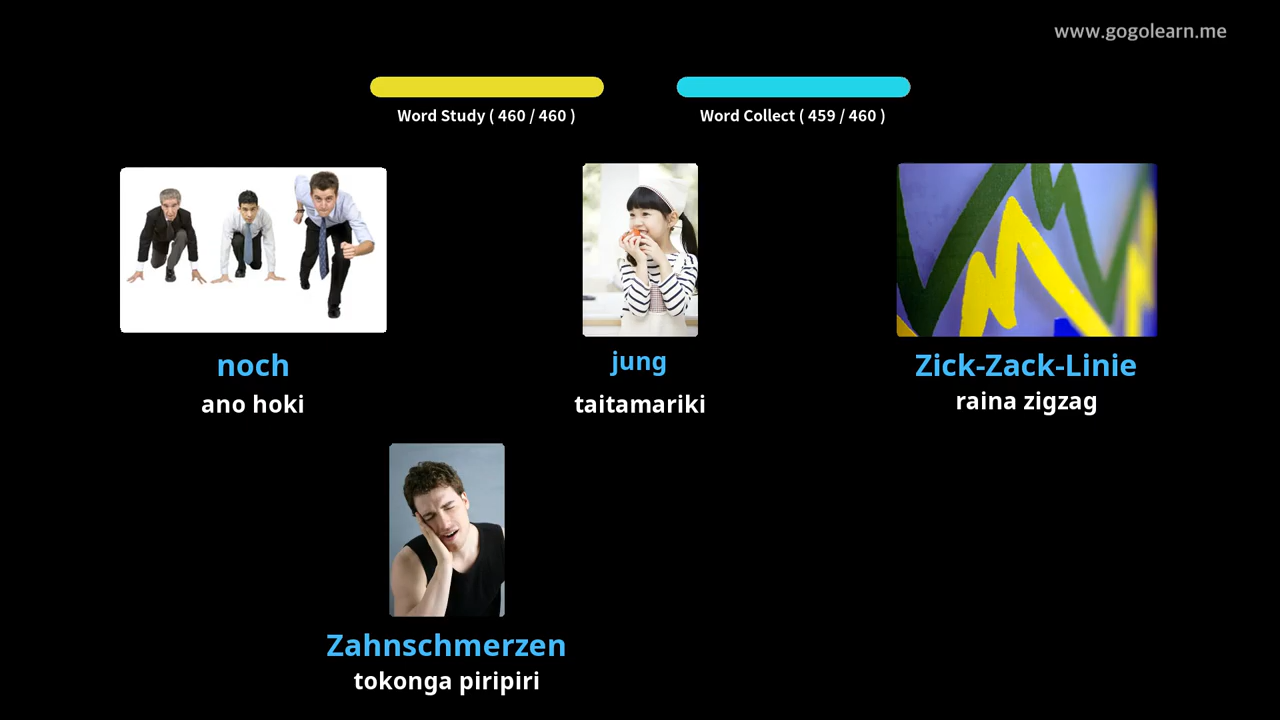 www.gogolearn.me
Word Study ( 460 / 460 )
Word Collect ( 459 / 460 )
noch
ano hoki
jung
taitamariki
Zick-Zack-Linie
raina zigzag
Zahnschmerzen
tokonga piripiri